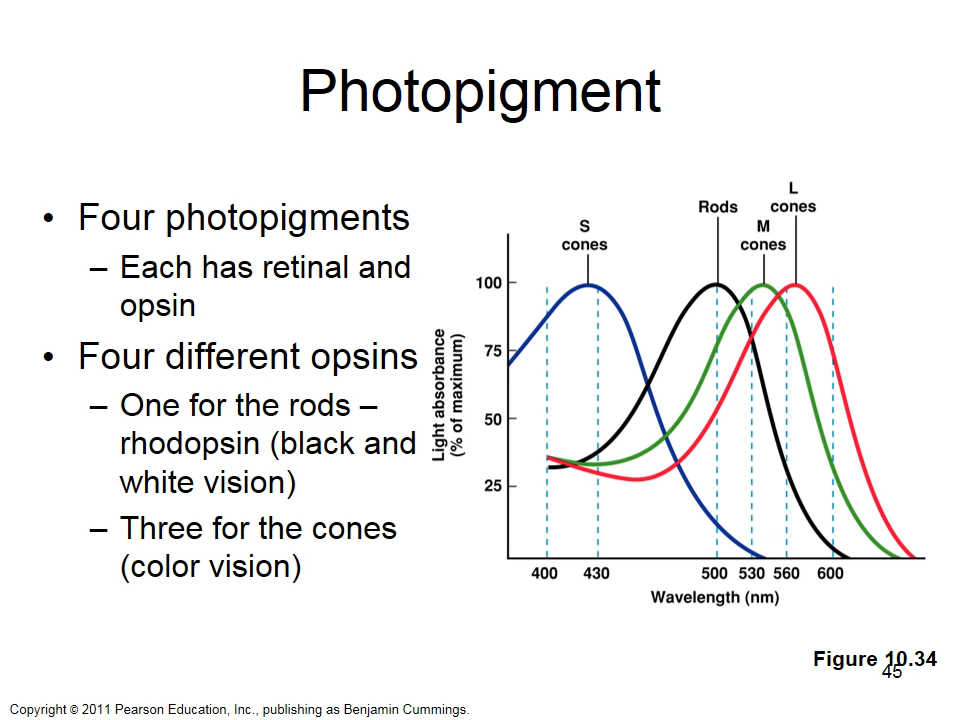 Photopigment
• Four photopigments
– Each has retinal and
opsin
• Four different opsins
– One for the rods –
rhodopsin (black and
white vision)
– Three for the cones
(color vision)
S
cones
Rods
M
cones
L
cones
Light absorbance
(% of maximum)
100
75
50
25
400 430 500 530 560 600
Wavelength (nm)
Figure 10.34
45
Copyright © 2011 Pearson Education, Inc., publishing as Benjamin Cummings.